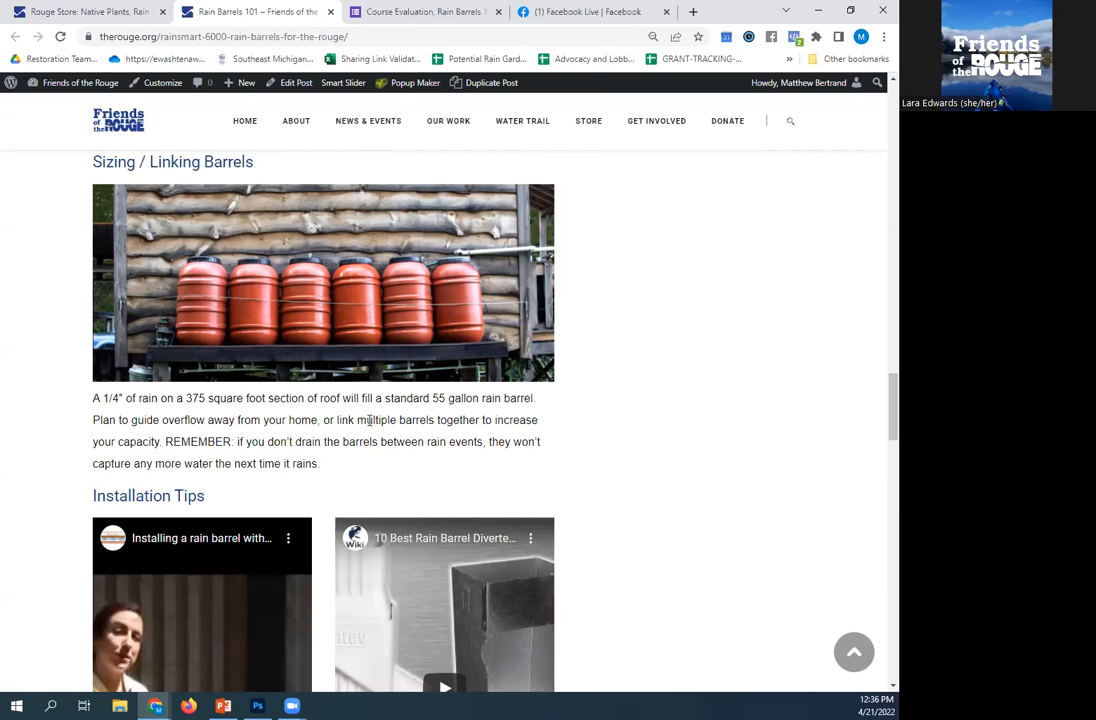 Rouge Store: Native Plants, Rain
Rain Barrels 101 – Friends of the
Course Evaluation, Rain Barrels 1
(1) Facebook Live | Facebook
therouge.org/rainsmart-6000-rain-barrels-for-the-rouge/
Restoration Team...
https://ewashtenaw...
Southeast Michigan...
Sharing Link Validat...
Potential Rain Gard...
Advocacy and Lobb...
GRANT-TRACKING-...
Other bookmarks
Friends of the Rouge
Customize
0
New
Edit Post
Smart Slider
Popup Maker
Duplicate Post
Howdy, Matthew Bertrand
Friends
of
the ROUGE
HOME
ABOUT
NEWS & EVENTS
OUR WORK
WATER TRAIL
STORE
GET INVOLVED
DONATE
Friends
of the ROUGE
Lara Edwards (she/her)
Sizing / Linking Barrels
A 1/4″ of rain on a 375 square foot section of roof will fill a standard 55 gallon rain barrel.
Plan to guide overflow away from your home, or link multiple barrels together to increase
your capacity. REMEMBER: if you don’t drain the barrels between rain events, they won’t
capture any more water the next time it rains.
Installation Tips
Installing a rain barrel with...
Wiki
10 Best Rain Barrel Diverte...
12:36 PM
4/21/2022